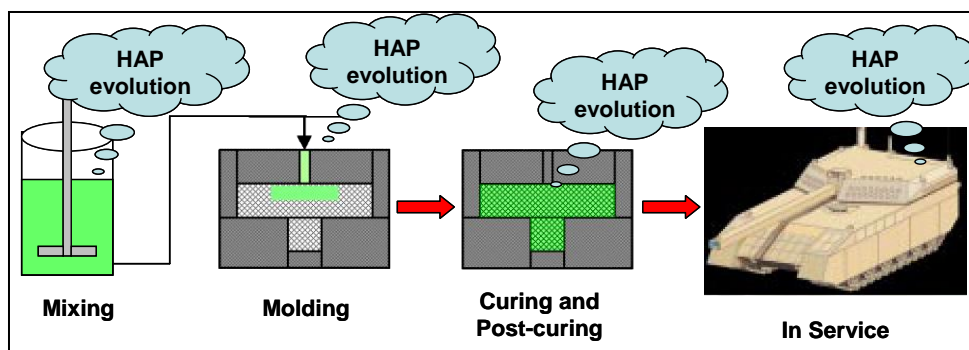 HAP
evolution
HAP
evolution
HAP
evolution
HAP
evolution
Mixing
Molding
Curing and
Post-curing
In Service